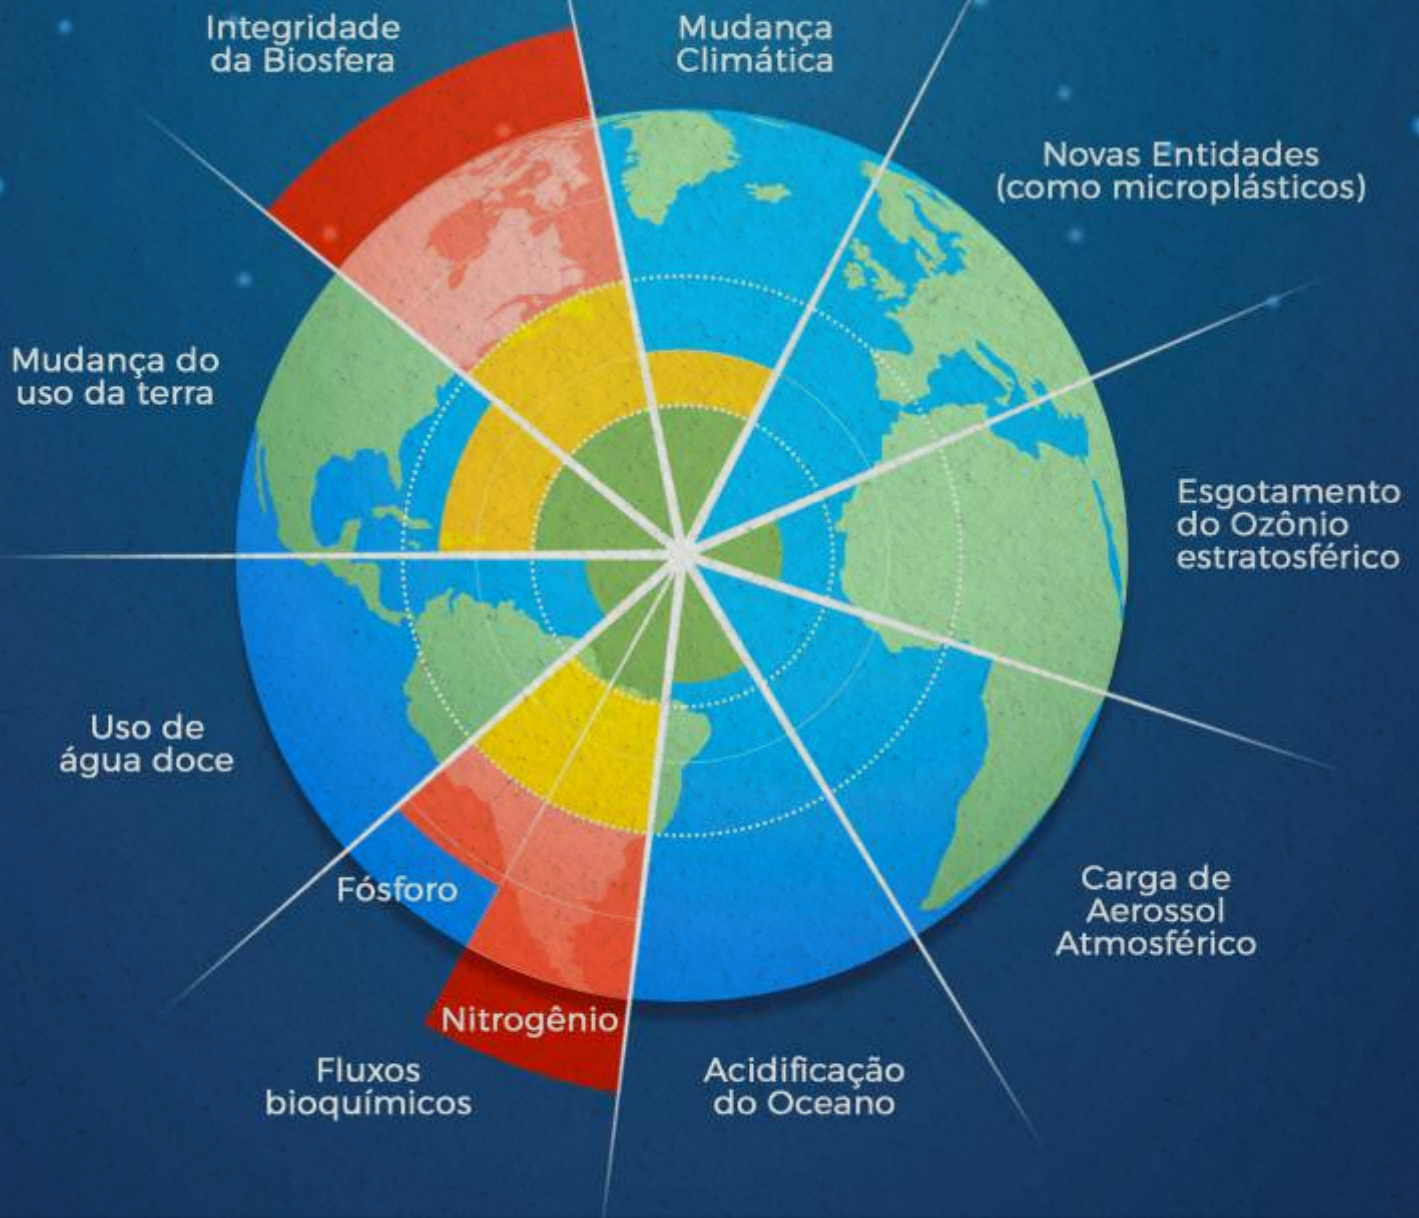 Integridade
da Biosfera
Mudança
Climática
Novas Entidades
(como microplásticos)
Mudança do
uso da terra
Esgotamento
do Ozônio
estratosférico
Uso de
água doce
Fósforo
Carga de
Aerossol
Atmosférico
Nitrogênio
Fluxos
bioquímicos
Acidificação
do Oceano